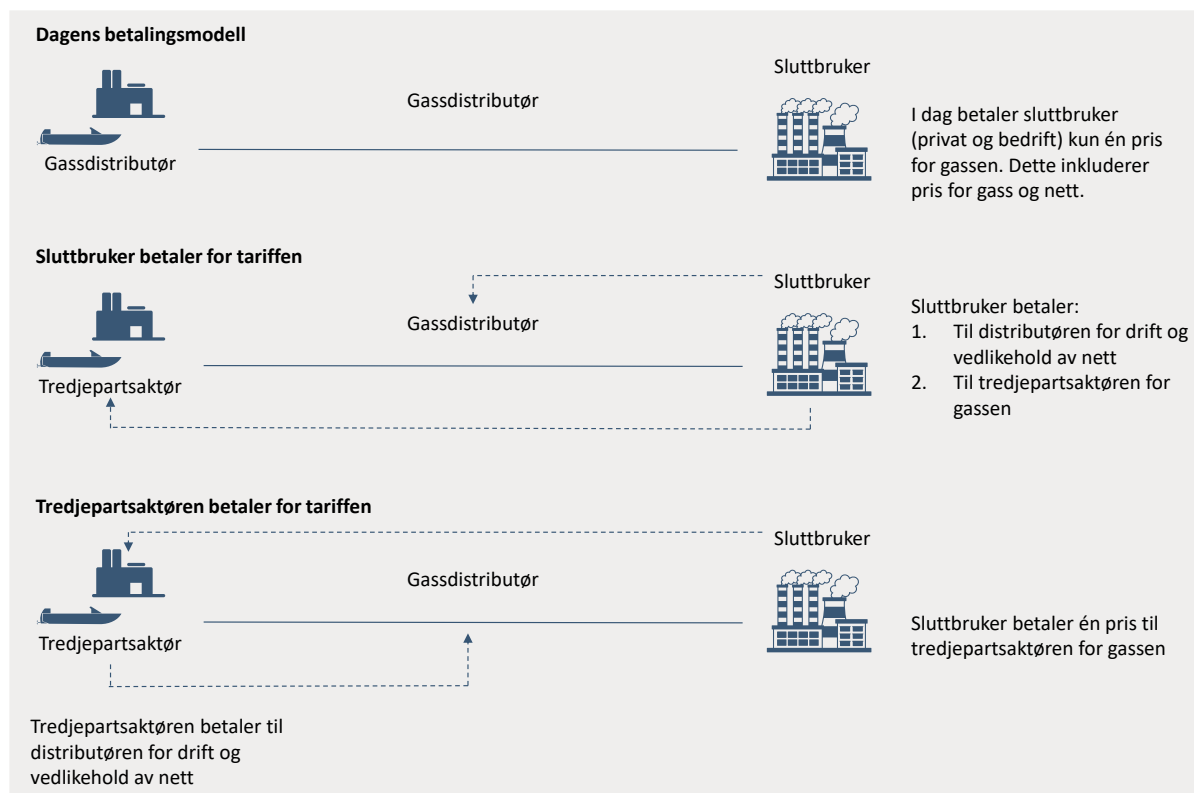 Dagens betalingsmodell
Sluttbruker
Gassdistributør
Gassdistributør
I dag betaler sluttbruker
(privat og bedrift) kun én pris
for gassen. Dette inkluderer
pris for gass og nett.
Sluttbruker betaler for tariffen
Sluttbruker
Gassdistributør
Tredjepartsaktør
Sluttbruker betaler:
1. Til distributøren for drift og
vedlikehold av nett
2. Til tredjepartsaktøren for
gassen
Tredjepartsaktøren betaler for tariffen
Sluttbruker
Gassdistributør
Tredjepartsaktør
Sluttbruker betaler én pris til
tredjepartsaktøren for gassen
Tredjepartsaktøren betaler til
distributøren for drift og
vedlikehold av nett